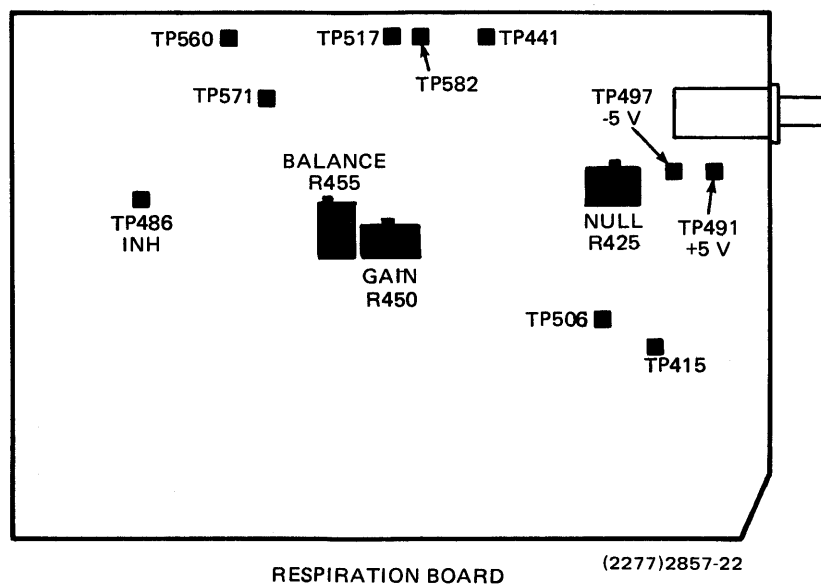 TP560
TP517
TP441
TP582
TP571
TP497
-5 V
BALANCE
R455
TP486
INH
NULL
R425
TP491
+5 V
GAIN
R450
TP506
TP415
RESPIRATION BOARD
(2277)2857-22